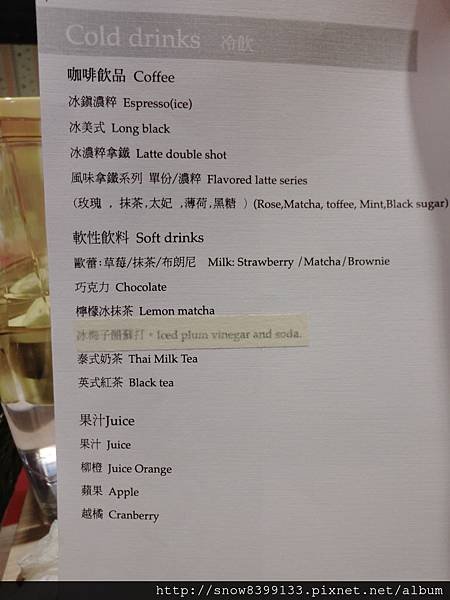 Cold drinks 冷飲
咖啡飲品 Coffee
冰鎮濃粹 Espresso(ice)
冰美式 Long black
冰濃粹拿鐵 Latte double shot
風味拿鐵系列 單份/濃粹 Flavored latte series
(玫瑰 , 抹茶,太妃 ,薄荷,黑糖 ) (Rose,Matcha, toffee, Mint,Black sugar)
軟性飲料 Soft drinks
歐蕾:草莓/抹茶/布朗尼 Milk: Strawberry /Matcha/Brownie
巧克力 Chocolate
檸檬冰抹茶 Lemon matcha
冰梅子醋蘇打。Iced plum vinegar and soda.
泰式奶茶 Thai Milk Tea
英式紅茶 Black tea
果汁Juice
果汁 Juice
柳橙 Juice Orange
蘋果 Apple
越橘 Cranberry
http://snow8399133.pixnet.net/album